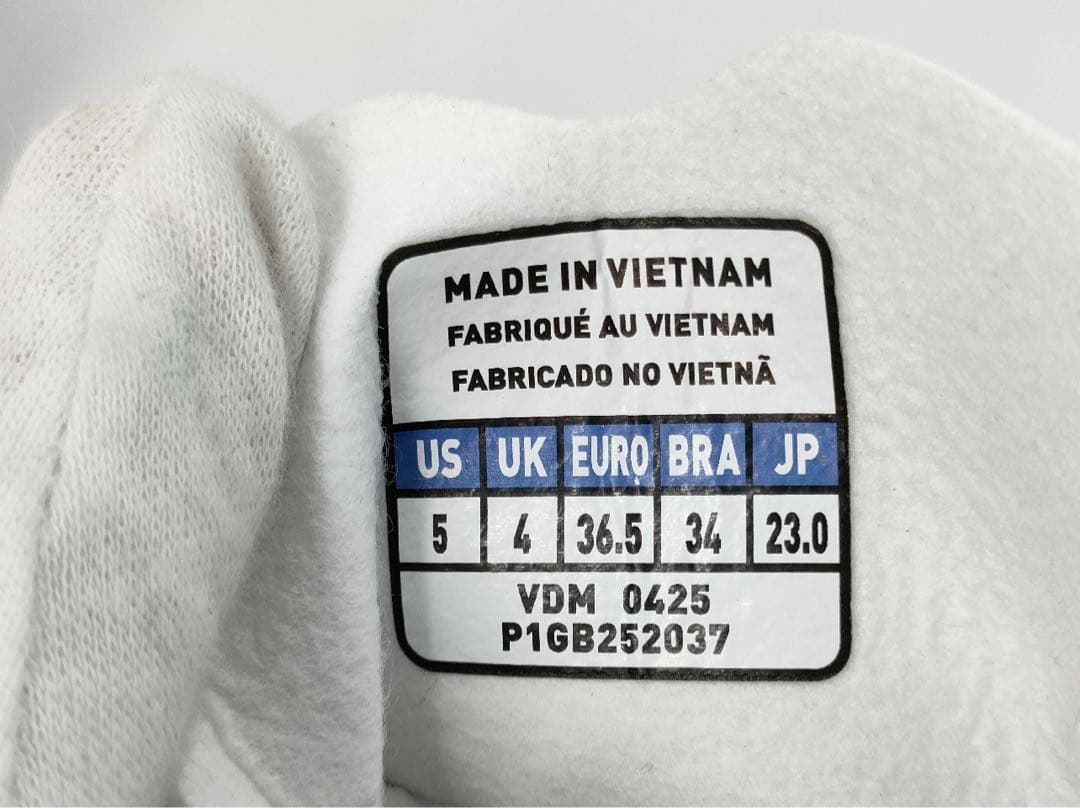 MADE IN VIETNAM
FABRIQUÉ AU VIETNAM
FABRICADO NO VIETNÃ
US UK EURO BRA JP
5 4 36.5 34 23.0
VDM 0425
P1GB252037